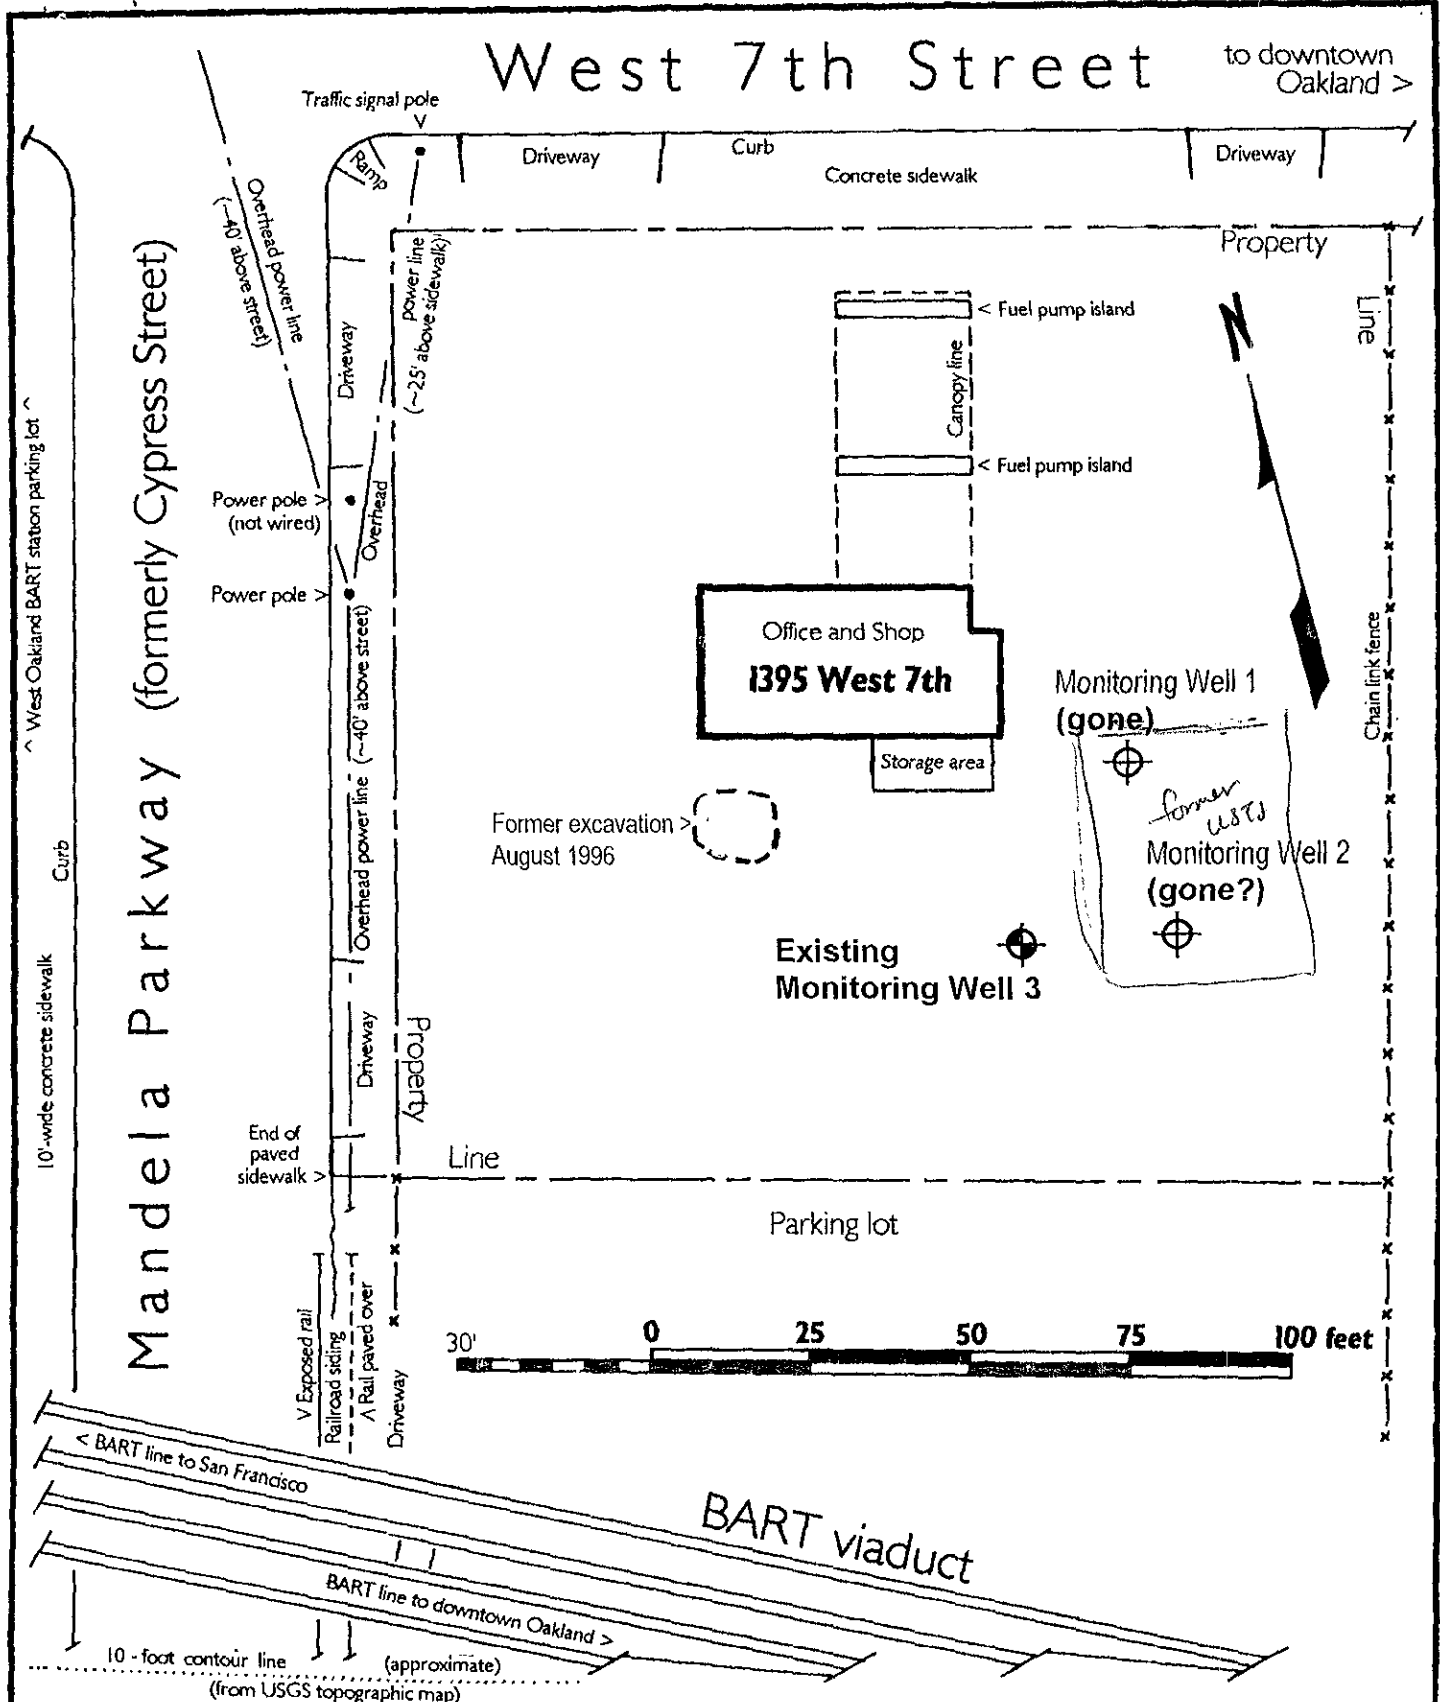 West 7th Street
to downtown
Oakland >
Traffic signal pole
V
Ramp
Driveway
Curb
Concrete sidewalk
Driveway
Overhead power line
(~40' above street)
power line
(~25' above sidewalk)
Overhead
Property
Line
N
< Fuel pump island
Canopy line
< Fuel pump island
Driveway
Mandela Parkway (formerly Cypress Street)
^ West Oakland BART station parking lot ^
Power pole >
(not wired)
Power pole >
Overhead power line (~40' above street)
Office and Shop
1395 West 7th
Storage area
Chain link fence
Monitoring Well 1
(gone)
former
USTs
Monitoring Well 2
(gone?)
Former excavation >
August 1996
Existing
Monitoring Well 3
Curb
10'-wide concrete sidewalk
Driveway
Property
Line
End of
paved
sidewalk >
Parking lot
30'
0 25 50 75 100 feet
V Exposed rail
Railroad siding
^ Rail paved over
Driveway
< BART line to San Francisco
BART viaduct
BART line to downtown Oakland >
10 - foot contour line (approximate)
(from USGS topographic map)